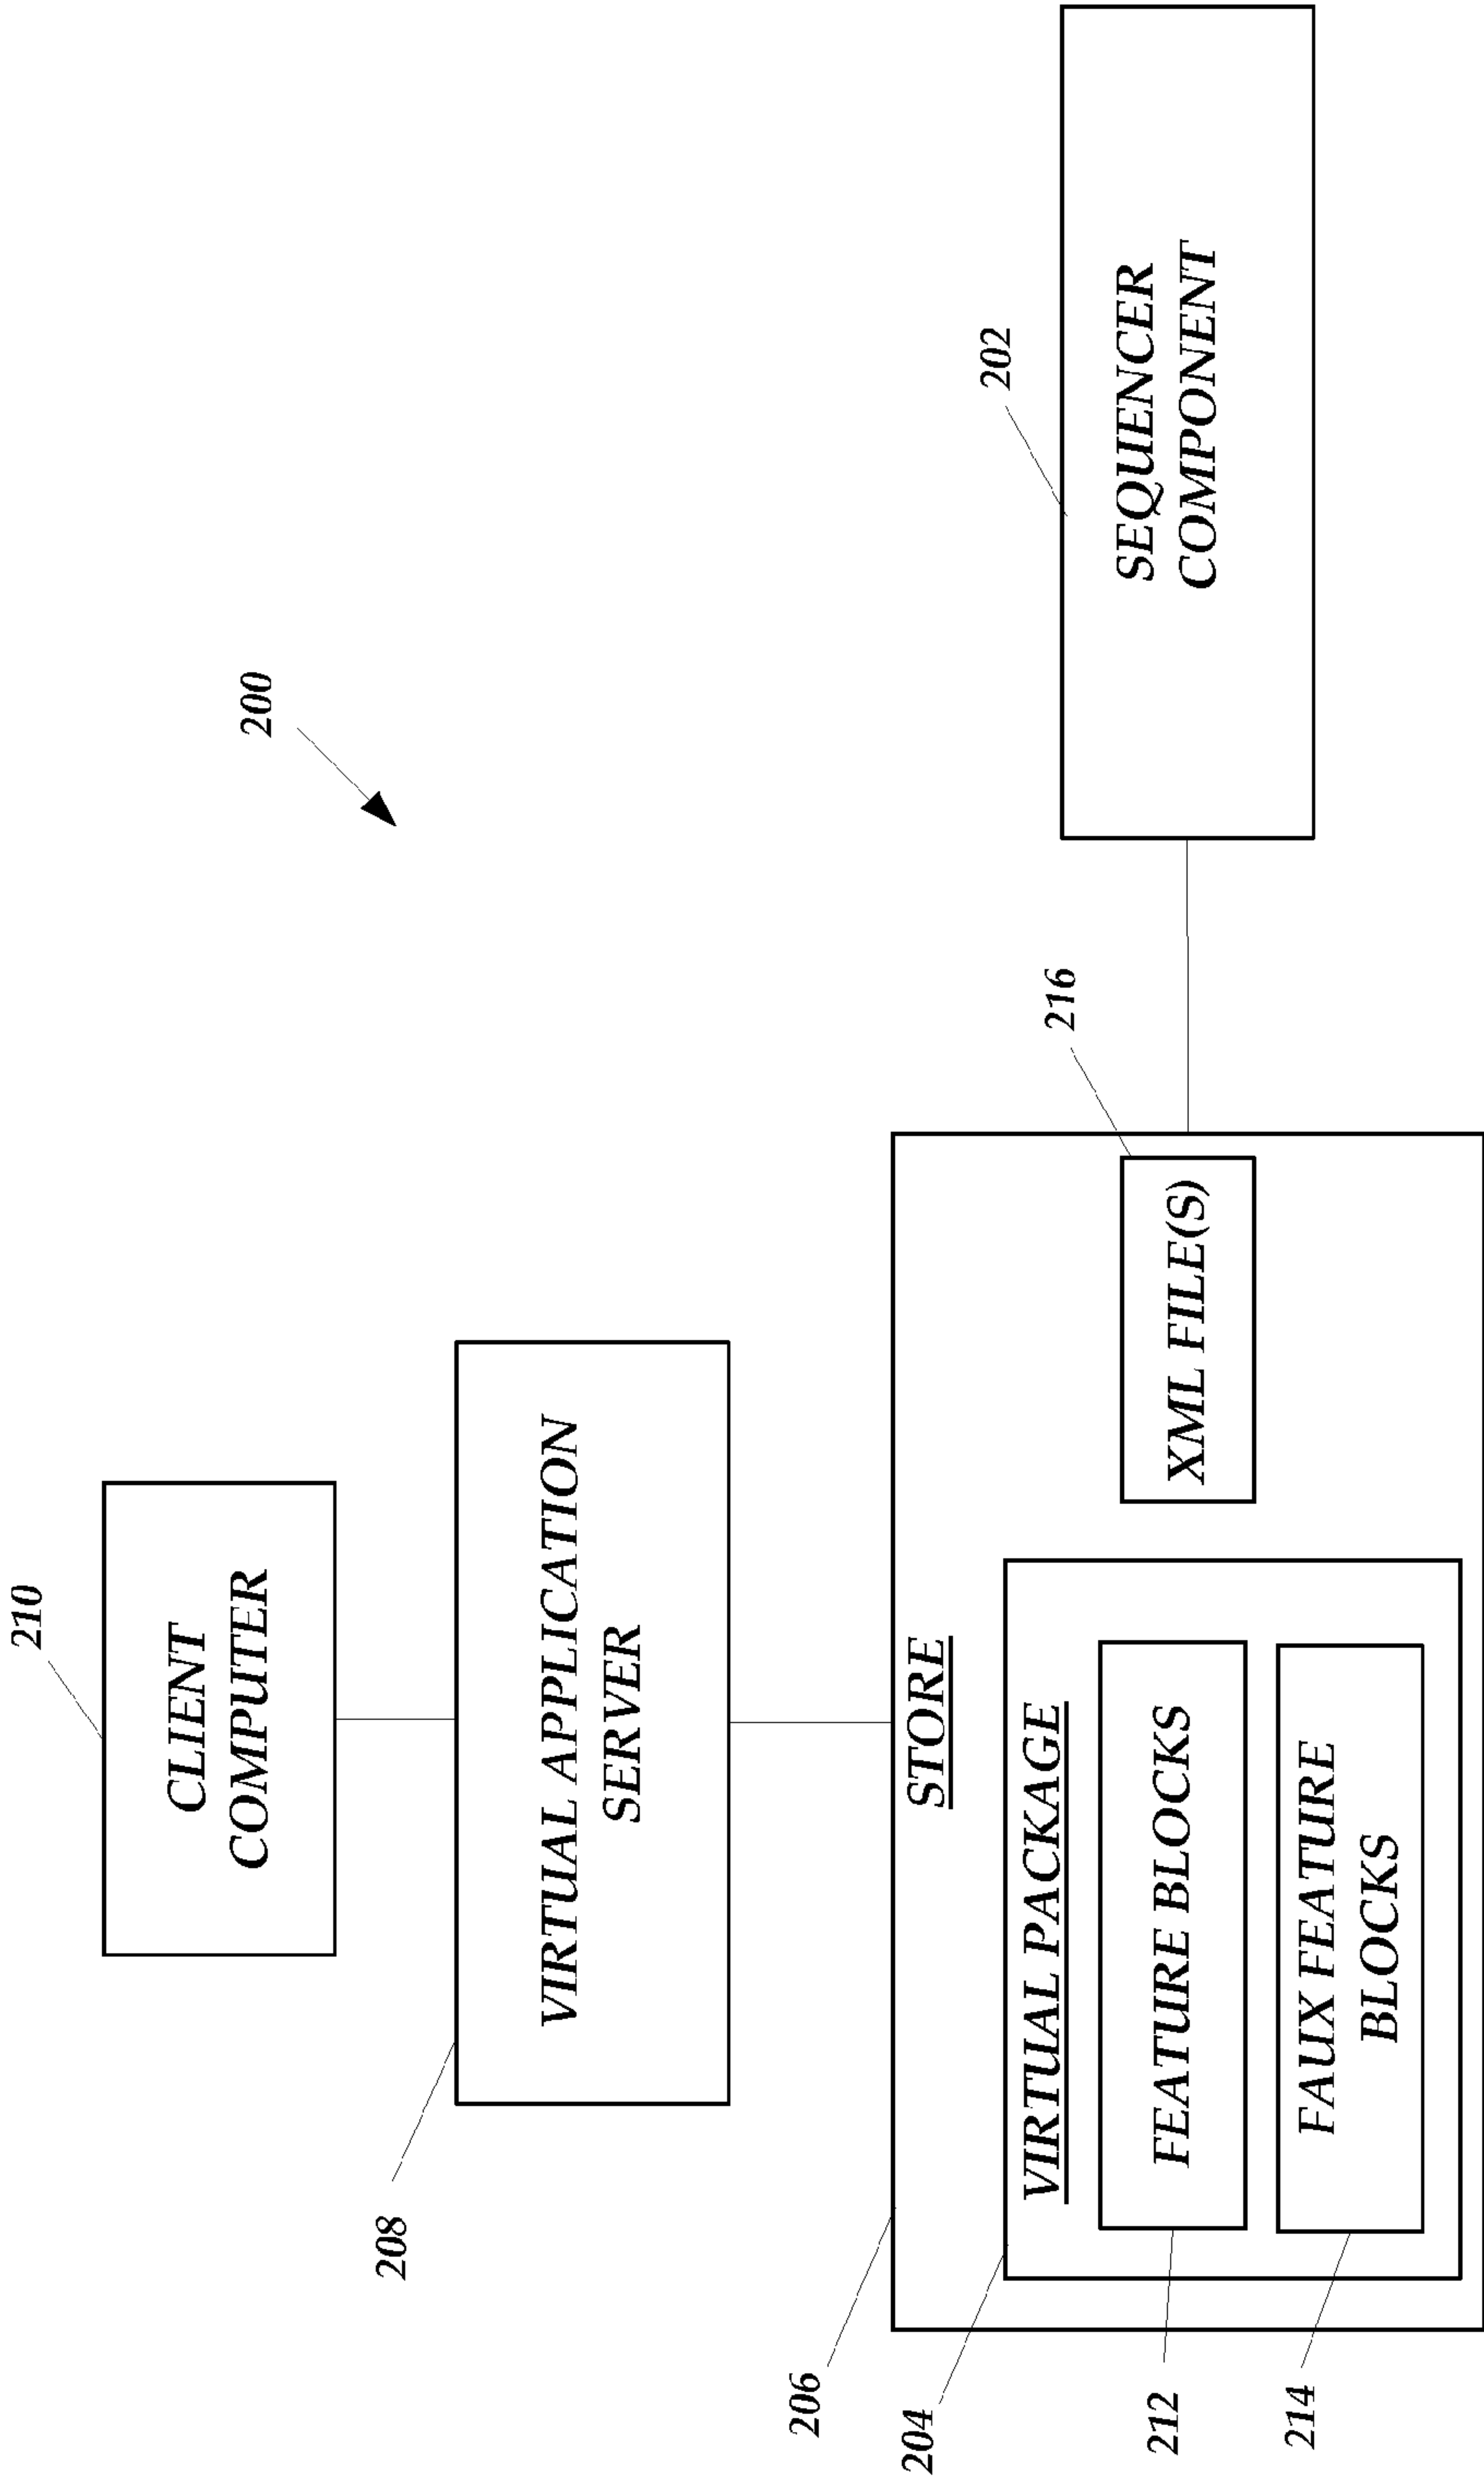 200
210
CLIENT
COMPUTER
208
VIRTUAL APPLICATION
SERVER
206
STORE
204
VIRTUAL PACKAGE
212
FEATURE BLOCKS
214
FAUX FEATURE
BLOCKS
216
XML FILE(S)
202
SEQUENCER
COMPONENT